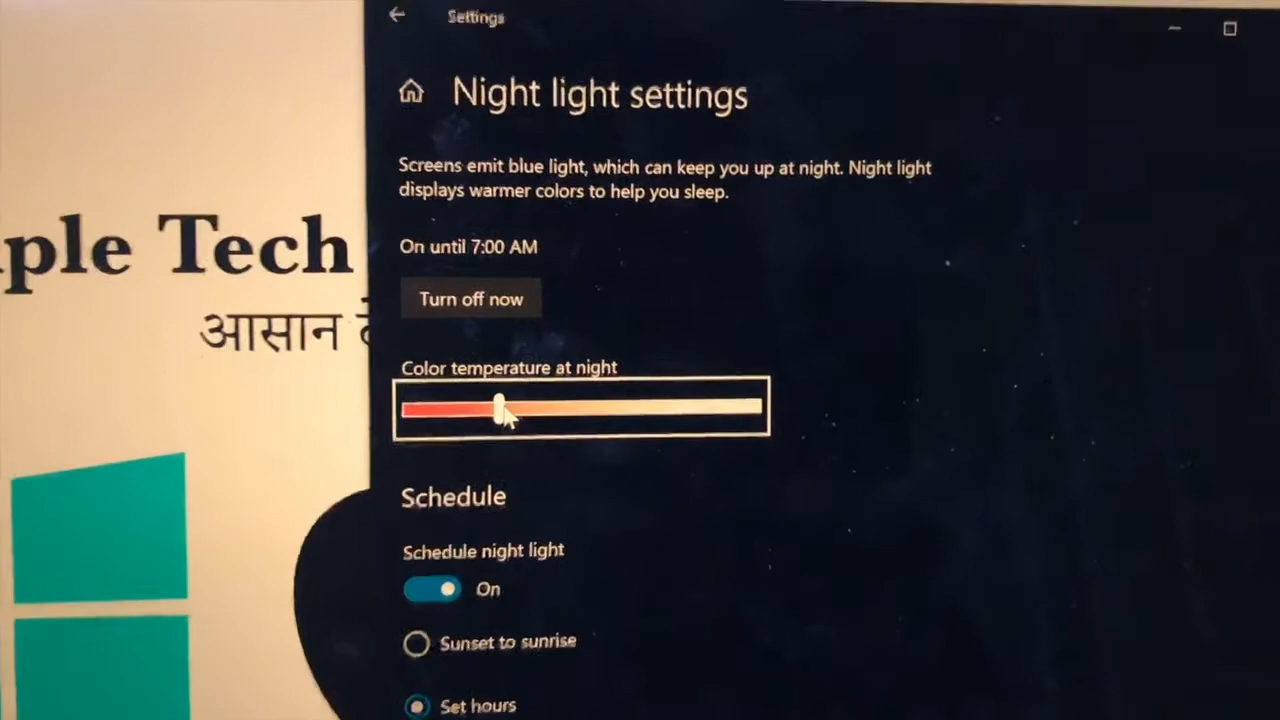 Settings
Night light settings
Screens emit blue light, which can keep you up at night. Night light
displays warmer colors to help you sleep.
On until 7:00 AM
Turn off now
ple Tech
आसान
Color temperature at night
Schedule
Schedule night light
On
Sunset to sunrise
Set hours